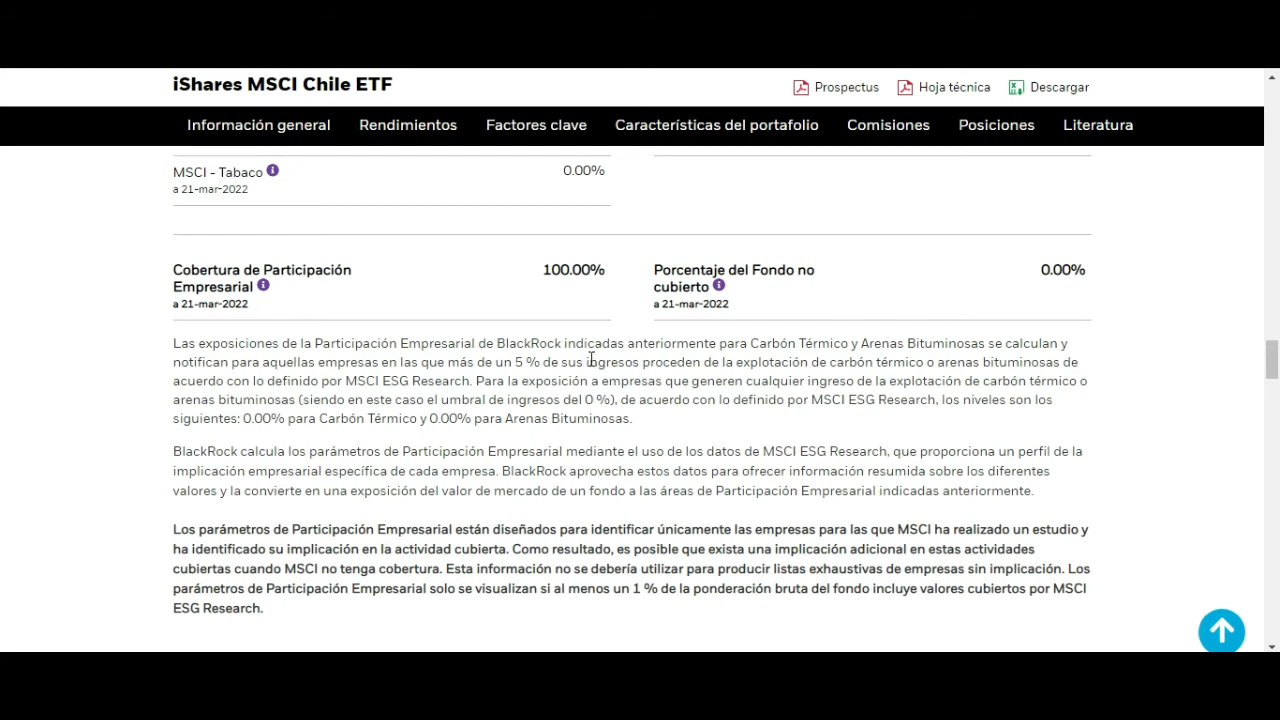 iShares MSCI Chile ETF
Prospectus
Hoja técnica
Descargar
Información general
Rendimientos
Factores clave
Características del portafolio
Comisiones
Posiciones
Literatura
MSCI - Tabaco
0.00%
a 21-mar-2022
Cobertura de Participación
Empresarial
100.00%
a 21-mar-2022
Porcentaje del Fondo no
cubierto
0.00%
a 21-mar-2022
Las exposiciones de la Participación Empresarial de BlackRock indicadas anteriormente para Carbón Térmico y Arenas Bituminosas se calculan y
notifican para aquellas empresas en las que más de un 5 % de sus ingresos proceden de la explotación de carbón térmico o arenas bituminosas de
acuerdo con lo definido por MSCI ESG Research. Para la exposición a empresas que generen cualquier ingreso de la explotación de carbón térmico o
arenas bituminosas (siendo en este caso el umbral de ingresos del 0 %), de acuerdo con lo definido por MSCI ESG Research, los niveles son los
siguientes: 0.00% para Carbón Térmico y 0.00% para Arenas Bituminosas.
BlackRock calcula los parámetros de Participación Empresarial mediante el uso de los datos de MSCI ESG Research, que proporciona un perfil de la
implicación empresarial específica de cada empresa. BlackRock aprovecha estos datos para ofrecer información resumida sobre los diferentes
valores y la convierte en una exposición del valor de mercado de un fondo a las áreas de Participación Empresarial indicadas anteriormente.
Los parámetros de Participación Empresarial están diseñados para identificar únicamente las empresas para las que MSCI ha realizado un estudio y
ha identificado su implicación en la actividad cubierta. Como resultado, es posible que exista una implicación adicional en estas actividades
cubiertas cuando MSCI no tenga cobertura. Esta información no se debería utilizar para producir listas exhaustivas de empresas sin implicación. Los
parámetros de Participación Empresarial solo se visualizan si al menos un 1 % de la ponderación bruta del fondo incluye valores cubiertos por MSCI
ESG Research.